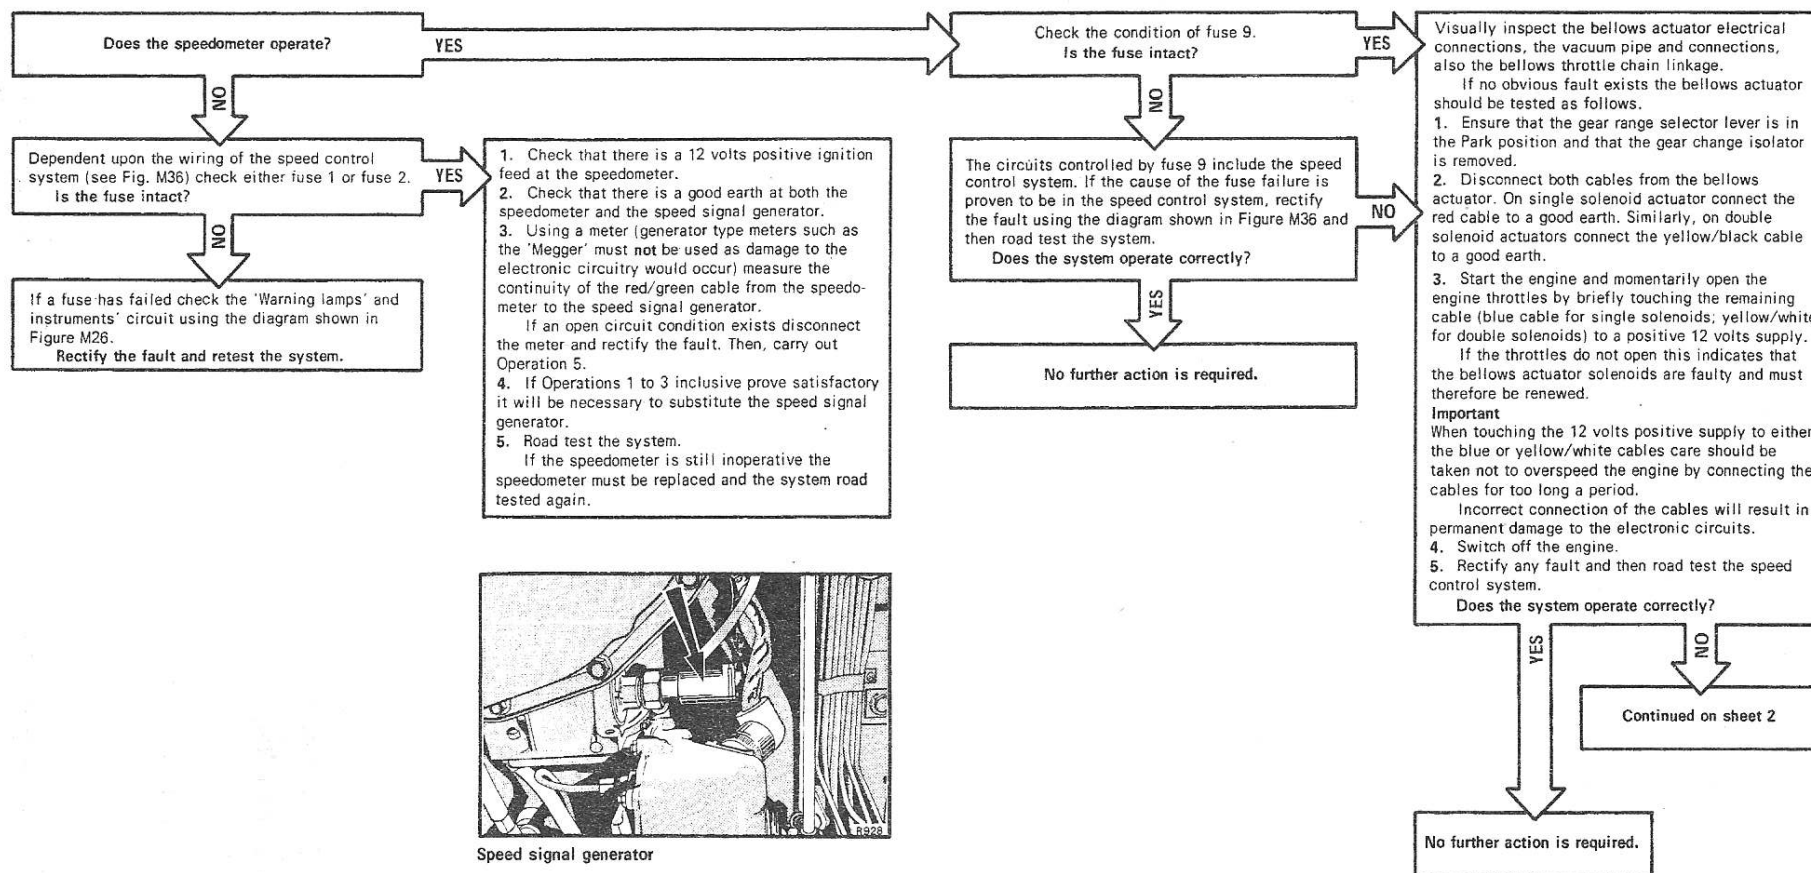 Does the speedometer operate?
YES
NO
Dependent upon the wiring of the speed control
system (see Fig. M36) check either fuse 1 or fuse 2.
Is the fuse intact?
YES
NO
If a fuse has failed check the 'Warning lamps' and
instruments' circuit using the diagram shown in
Figure M26.
Rectify the fault and retest the system.
1. Check that there is a 12 volts positive ignition
feed at the speedometer.
2. Check that there is a good earth at both the
speedometer and the speed signal generator.
3. Using a meter (generator type meters such as
the 'Megger' must not be used as damage to the
electronic circuitry would occur) measure the
continuity of the red/green cable from the speedo-
meter to the speed signal generator.
If an open circuit condition exists disconnect
the meter and rectify the fault. Then, carry out
Operation 5.
4. If Operations 1 to 3 inclusive prove satisfactory
it will be necessary to substitute the speed signal
generator.
5. Road test the system.
If the speedometer is still inoperative the
speedometer must be replaced and the system road
tested again.
R928
Speed signal generator
Check the condition of fuse 9.
Is the fuse intact?
YES
NO
The circuits controlled by fuse 9 include the speed
control system. If the cause of the fuse failure is
proven to be in the speed control system, rectify
the fault using the diagram shown in Figure M36 and
then road test the system.
Does the system operate correctly?
NO
YES
No further action is required.
Visually inspect the bellows actuator electrical
connections, the vacuum pipe and connections,
also the bellows throttle chain linkage.
If no obvious fault exists the bellows actuator
should be tested as follows.
1. Ensure that the gear range selector lever is in
the Park position and that the gear change isolator
is removed.
2. Disconnect both cables from the bellows
actuator. On single solenoid actuator connect the
red cable to a good earth. Similarly, on double
solenoid actuators connect the yellow/black cable
to a good earth.
3. Start the engine and momentarily open the
engine throttles by briefly touching the remaining
cable (blue cable for single solenoids; yellow/white
for double solenoids) to a positive 12 volts supply.
If the throttles do not open this indicates that
the bellows actuator solenoids are faulty and must
therefore be renewed.
Important
When touching the 12 volts positive supply to either
the blue or yellow/white cables care should be
taken not to overspeed the engine by connecting the
cables for too long a period.
Incorrect connection of the cables will result in
permanent damage to the electronic circuits.
4. Switch off the engine.
5. Rectify any fault and then road test the speed
control system.
Does the system operate correctly?
YES
NO
Continued on sheet 2
No further action is required.